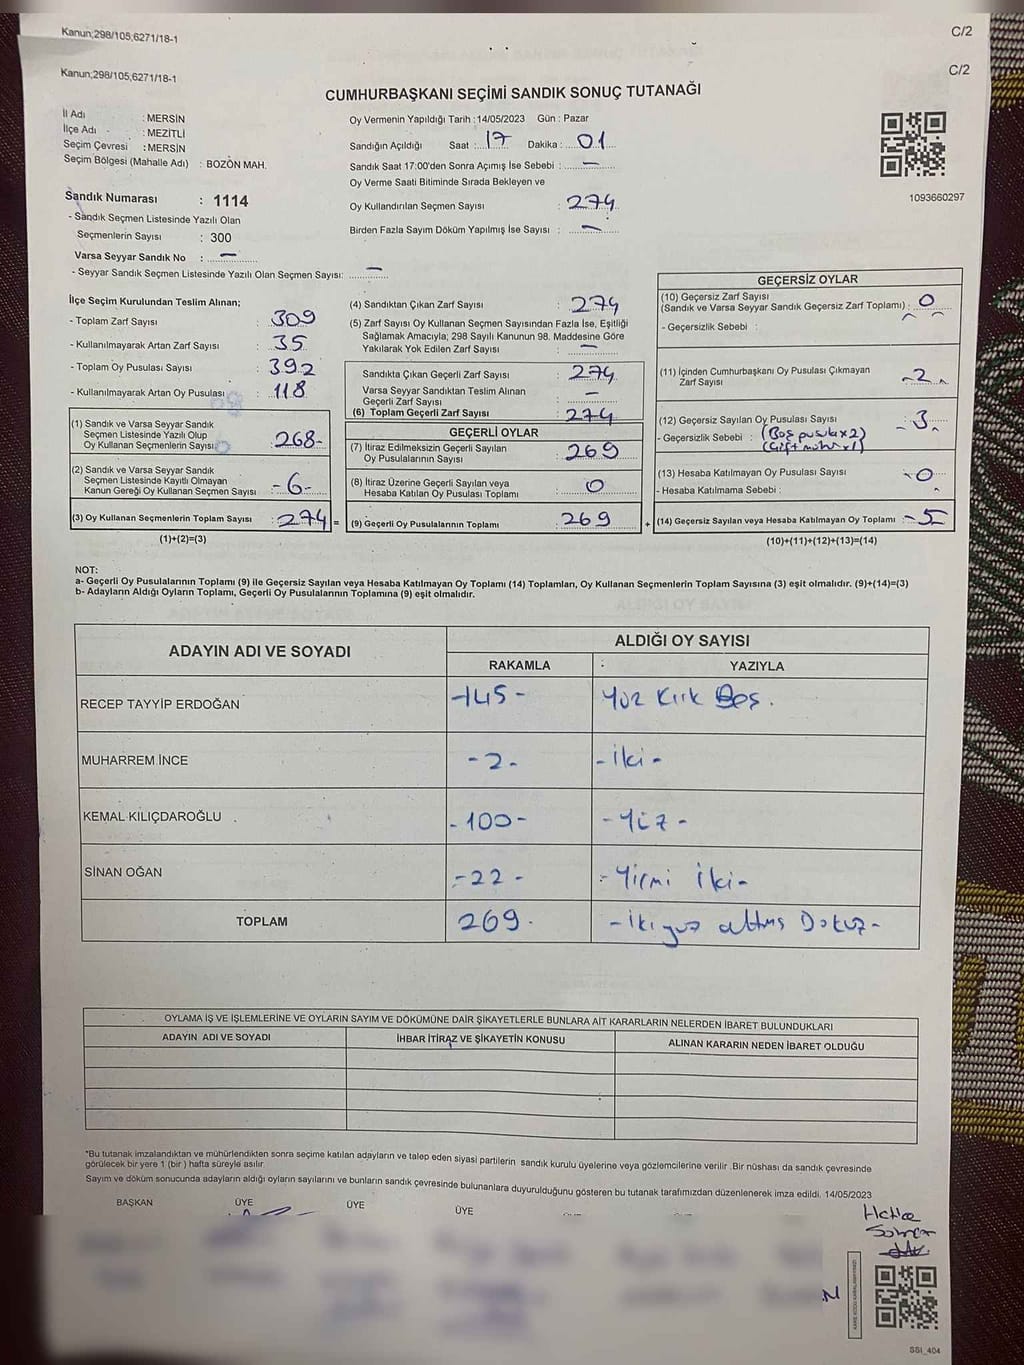 Kanun;298/105,6271/18-1
C/2
Kanun;298/105,6271/18-1
C/2
CUMHURBAŞKANI SEÇİMİ SANDIK SONUÇ TUTANAĞI
İl Adı : MERSİN
İlçe Adı : MEZİTLİ
Seçim Çevresi : MERSİN
Seçim Bölgesi (Mahalle Adı) : BOZÖN MAH.
Oy Vermenin Yapıldığı Tarih : 14/05/2023 Gün : Pazar
Sandığın Açıldığı Saat : 17 Dakika : 01
Sandık Saat 17:00'den Sonra Açımış İse Sebebi : —
Oy Verme Saati Bitiminde Sırada Bekleyen ve
Oy Kullandırılan Seçmen Sayısı : 274
Birden Fazla Sayım Döküm Yapılmış İse Sayısı : —
1093660297
Sandık Numarası : 1114
- Sandık Seçmen Listesinde Yazılı Olan
Seçmenlerin Sayısı : 300
Varsa Seyyar Sandık No : —
- Seyyar Sandık Seçmen Listesinde Yazılı Olan Seçmen Sayısı: —
İlçe Seçim Kurulundan Teslim Alınan;
- Toplam Zarf Sayısı : 309
- Kullanılmayarak Artan Zarf Sayısı : 35
- Toplam Oy Pusulası Sayısı : 392
- Kullanılmayarak Artan Oy Pusulası : 118
(1) Sandık ve Varsa Seyyar Sandık
Seçmen Listesinde Yazılı Olup
Oy Kullanan Seçmenlerin Sayısı : 268-
(2) Sandık ve Varsa Seyyar Sandık
Seçmen Listesinde Kayıtlı Olmayan
Kanun Gereği Oy Kullanan Seçmen Sayısı -6-
(3) Oy Kullanan Seçmenlerin Toplam Sayısı : 274 =
(1)+(2)=(3)
(4) Sandıktan Çıkan Zarf Sayısı : 274
(5) Zarf Sayısı Oy Kullanan Seçmen Sayısından Fazla İse, Eşitliği
Sağlamak Amacıyla; 298 Sayılı Kanunun 98. Maddesine Göre
Yakılarak Yok Edilen Zarf Sayısı : —
Sandıkta Çıkan Geçerli Zarf Sayısı : 274
Varsa Seyyar Sandıktan Teslim Alınan
Geçerli Zarf Sayısı : —
(6) Toplam Geçerli Zarf Sayısı : 274
GEÇERLİ OYLAR
(7) İtiraz Edilmeksizin Geçerli Sayılan
Oy Pusulalarının Sayısı : 269
(8) İtiraz Üzerine Geçerli Sayılan veya
Hesaba Katılan Oy Pusulası Toplamı : 0
(9) Geçerli Oy Pusulalarının Toplamı : 269 +
GEÇERSİZ OYLAR
(10) Geçersiz Zarf Sayısı
(Sandık ve Varsa Seyyar Sandık Geçersiz Zarf Toplamı) : 0
- Geçersizlik Sebebi :
(11) İçinden Cumhurbaşkanı Oy Pusulası Çıkmayan
Zarf Sayısı -2-
(12) Geçersiz Sayılan Oy Pusulası Sayısı : -3-
- Geçersizlik Sebebi : (Boş pusula x2)
(Çift mühür x1)
(13) Hesaba Katılmayan Oy Pusulası Sayısı -0
- Hesaba Katılmama Sebebi :
(14) Geçersiz Sayılan veya Hesaba Katılmayan Oy Toplamı -5
(10)+(11)+(12)+(13)=(14)
NOT:
a- Geçerli Oy Pusulalarının Toplamı (9) ile Geçersiz Sayılan veya Hesaba Katılmayan Oy Toplamı (14) Toplamları, Oy Kullanan Seçmenlerin Toplam Sayısına (3) eşit olmalıdır. (9)+(14)=(3)
b- Adayların Aldığı Oyların Toplamı, Geçerli Oy Pusulalarının Toplamına (9) eşit olmalıdır.
ADAYIN ADI VE SOYADI ALDIĞI OY SAYISI
RAKAMLA YAZIYLA
RECEP TAYYİP ERDOĞAN -145- Yüz Kırk Beş.
MUHARREM İNCE -2- -İki-
KEMAL KILIÇDAROĞLU -100- -Yüz-
SİNAN OĞAN -22- -Yirmi İki-
TOPLAM 269- -İkiyüz altmış Dokuz-
OYLAMA İŞ VE İŞLEMLERİNE VE OYLARIN SAYIM VE DÖKÜMÜNE DAİR ŞİKAYETLERLE BUNLARA AİT KARARLARIN NELERDEN İBARET BULUNDUKLARI
ADAYIN ADI VE SOYADI İHBAR İTİRAZ VE ŞİKAYETİN KONUSU ALINAN KARARIN NEDEN İBARET OLDUĞU
*Bu tutanak imzalandıktan ve mühürlendikten sonra seçime katılan adayların ve talep eden siyasi partilerin sandık kurulu üyelerine veya gözlemcilerine verilir .Bir nüshası da sandık çevresinde
görülecek bir yere 1 (bir ) hafta süreyle asılır.
Sayım ve döküm sonucunda adayların aldığı oyların sayılarını ve bunların sandık çevresinde bulunanlara duyurulduğunu gösteren bu tutanak tarafımızdan düzenlenerek imza edildi. 14/05/2023
BAŞKAN ÜYE ÜYE ÜYE
SSI_404